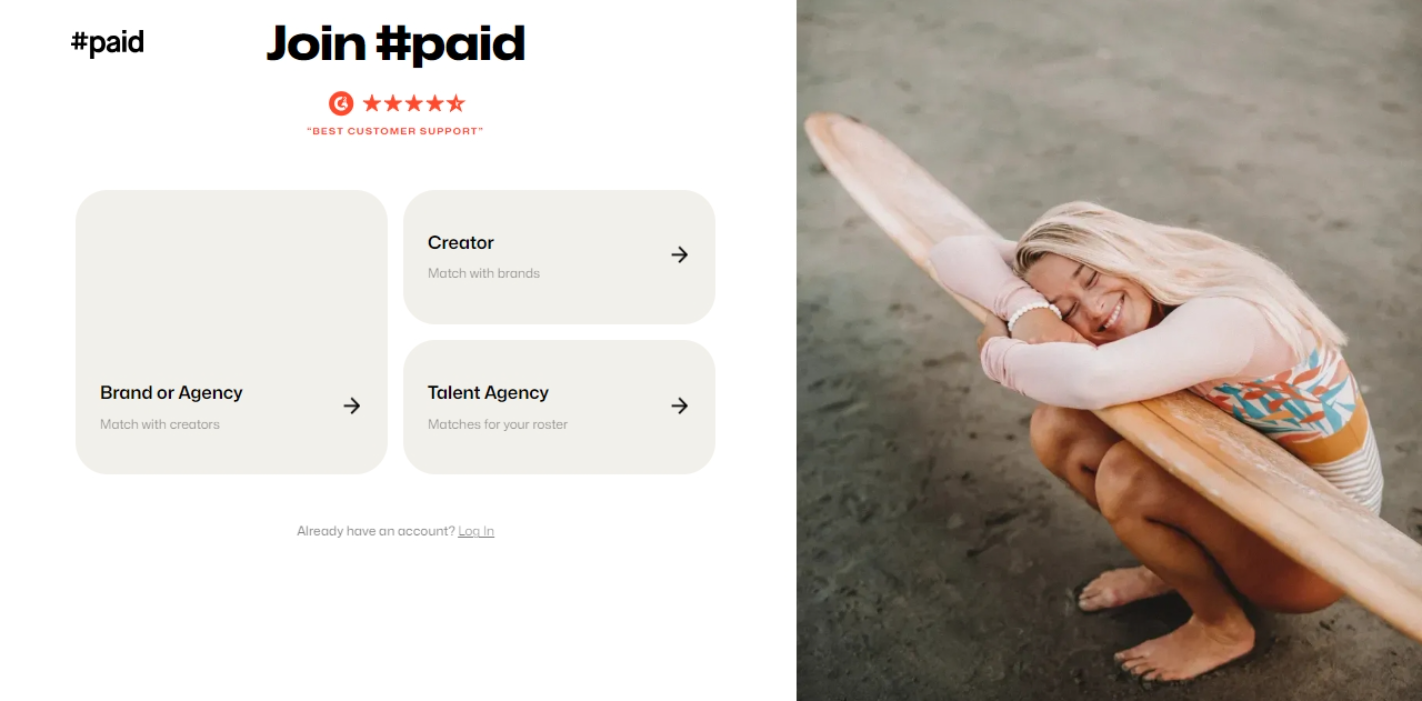 #paid
Join #paid
“BEST CUSTOMER SUPPORT”
Brand or Agency
Match with creators
Creator
Match with brands
Talent Agency
Matches for your roster
Already have an account? Log In